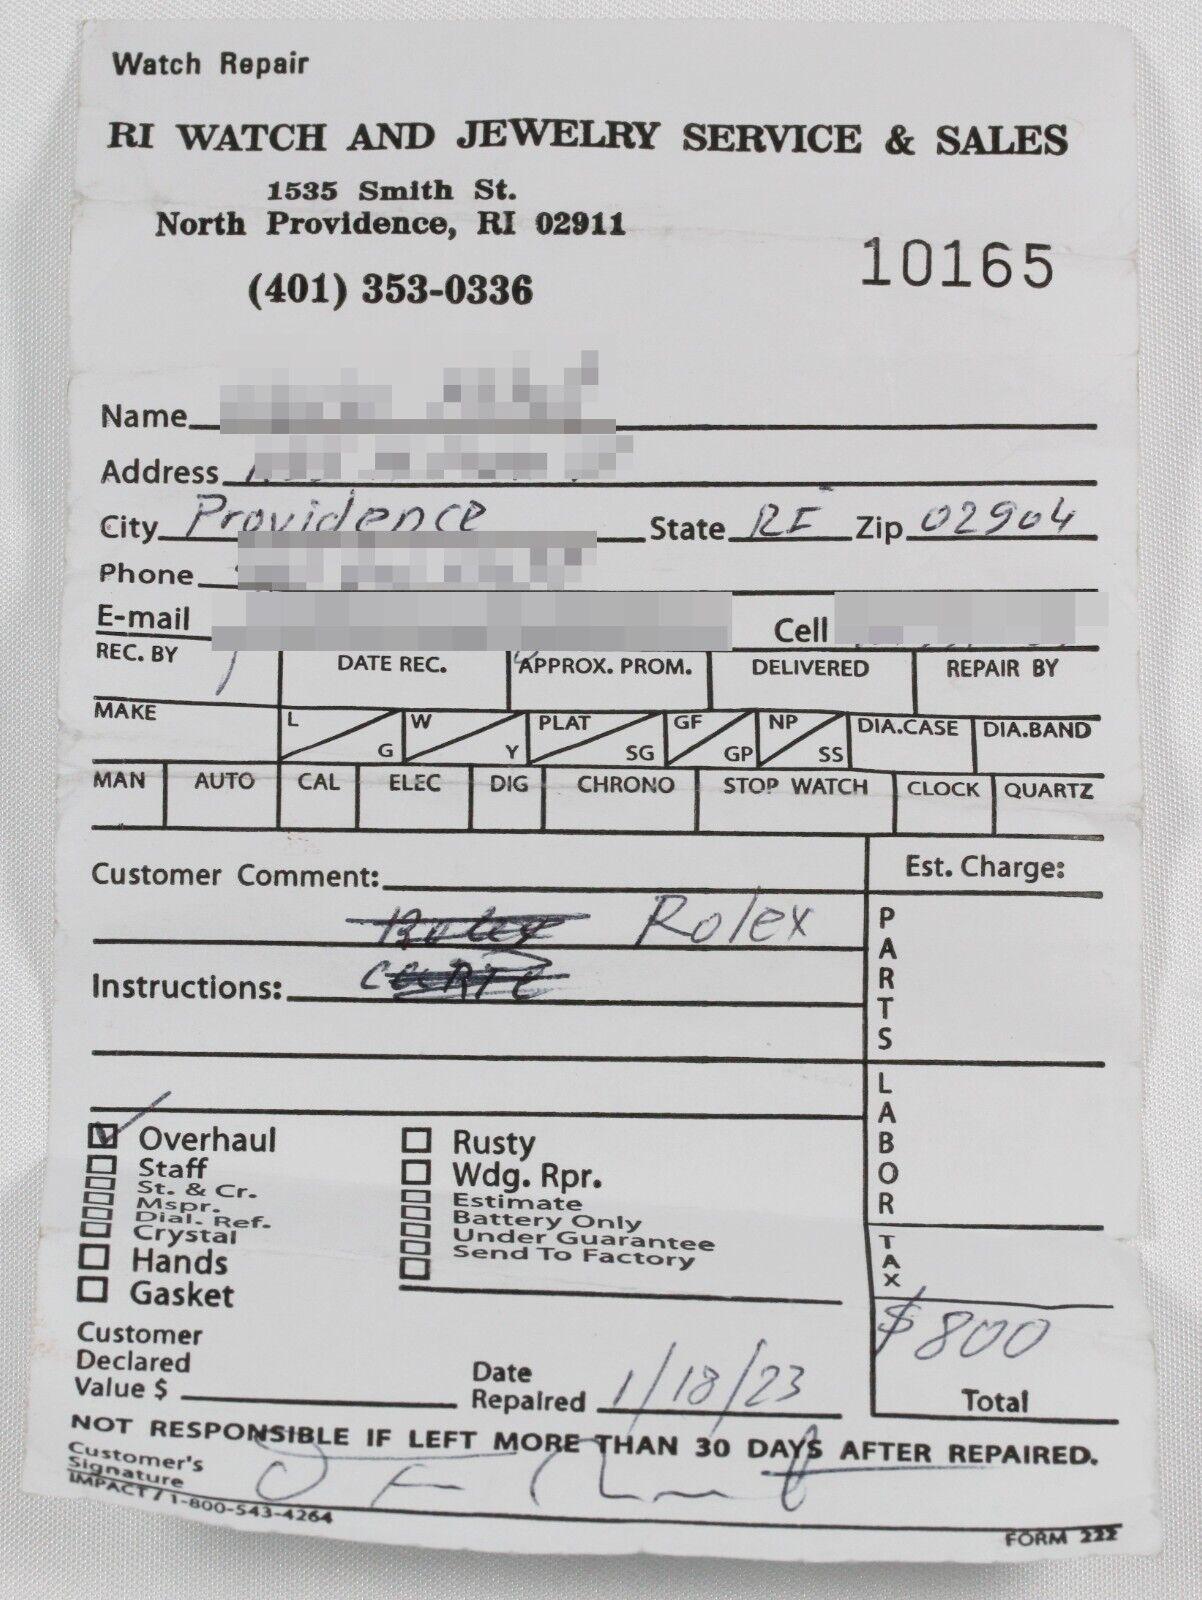 Watch Repair
RI WATCH AND JEWELRY SERVICE & SALES
1535 Smith St.
North Providence, RI 02911
(401) 353-0336
10165
Name
Address
City Providence State RI Zip 02904
Phone
E-mail Cell
REC. BY DATE REC. APPROX. PROM. DELIVERED REPAIR BY
MAKE L G W Y PLAT SG GF GP NP SS DIA.CASE DIA.BAND
MAN AUTO CAL ELEC DIG CHRONO STOP WATCH CLOCK QUARTZ
Customer Comment:
Rolex
Instructions:
Est. Charge:
PARTS
LABOR
TAX
$800
Total
Overhaul
Staff
St. & Cr.
Mspr.
Dial. Ref.
Crystal
Hands
Gasket
Rusty
Wdg. Rpr.
Estimate
Battery Only
Under Guarantee
Send To Factory
Customer
Declared
Value $
Date
Repaired 1/18/23
NOT RESPONSIBLE IF LEFT MORE THAN 30 DAYS AFTER REPAIRED.
Customer's
Signature
IMPACT / 1-800-543-4264
FORM 222